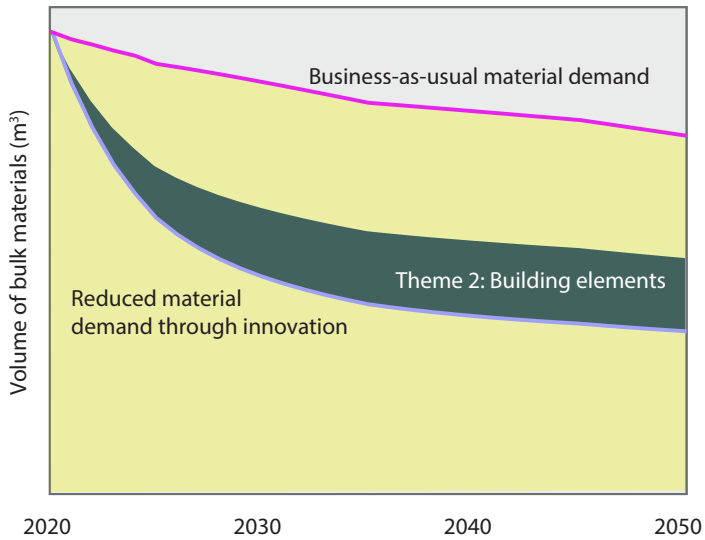 Volume of bulk materials (m³)
Business-as-usual material demand
Theme 2: Building elements
Reduced material
demand through innovation
2020 2030 2040 2050